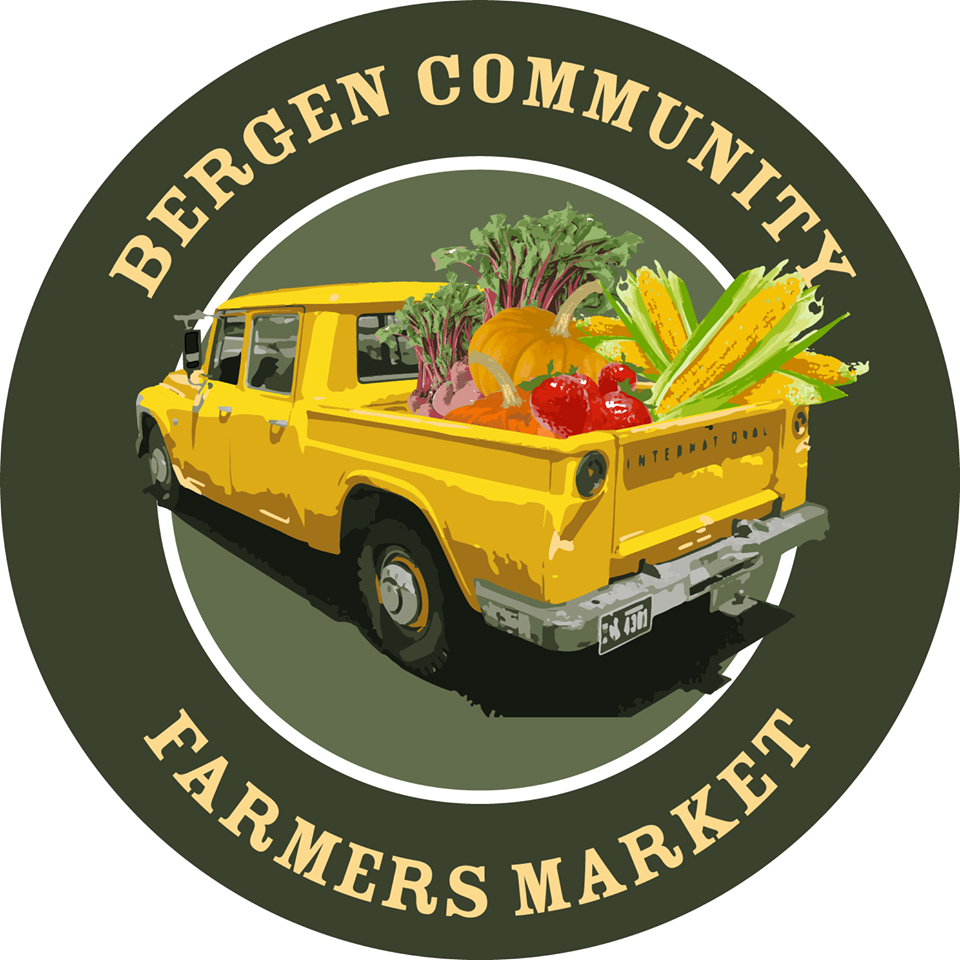 BERGEN COMMUNITY
INTERNATIONAL
FARMERS MARKET